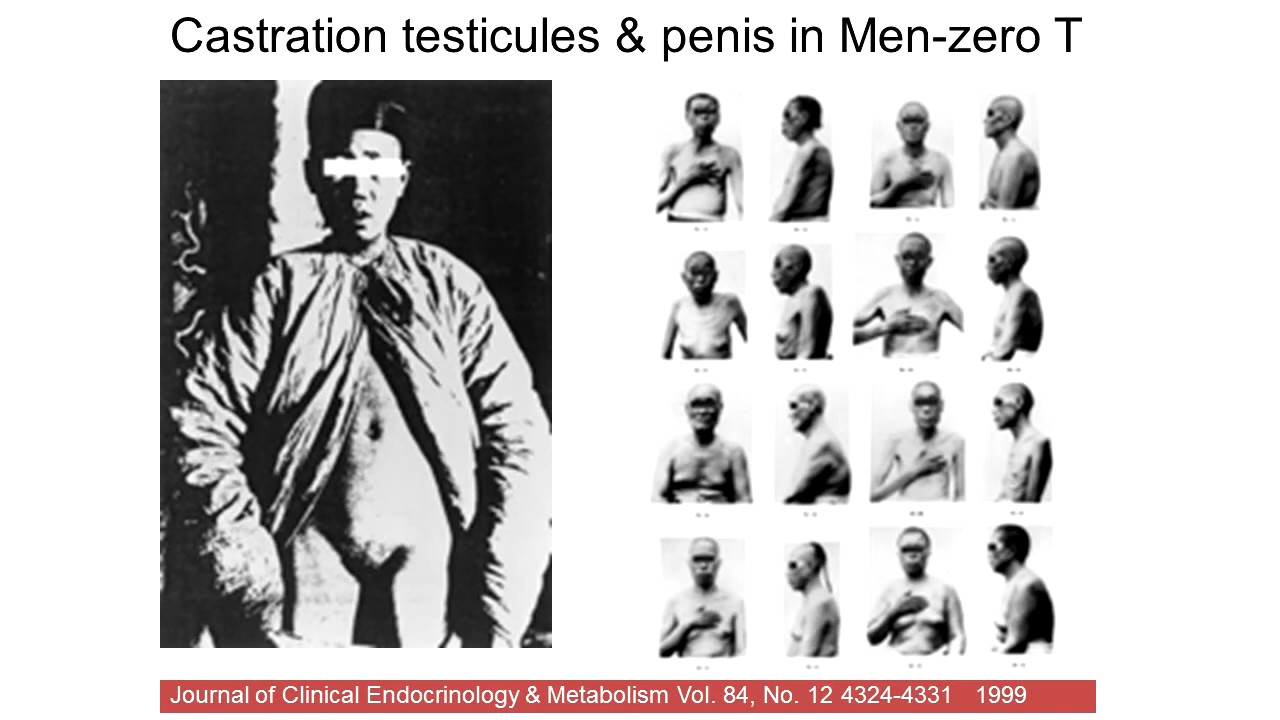 Castration testicules & penis in Men-zero T
Journal of Clinical Endocrinology & Metabolism Vol. 84, No. 12 4324-4331 1999